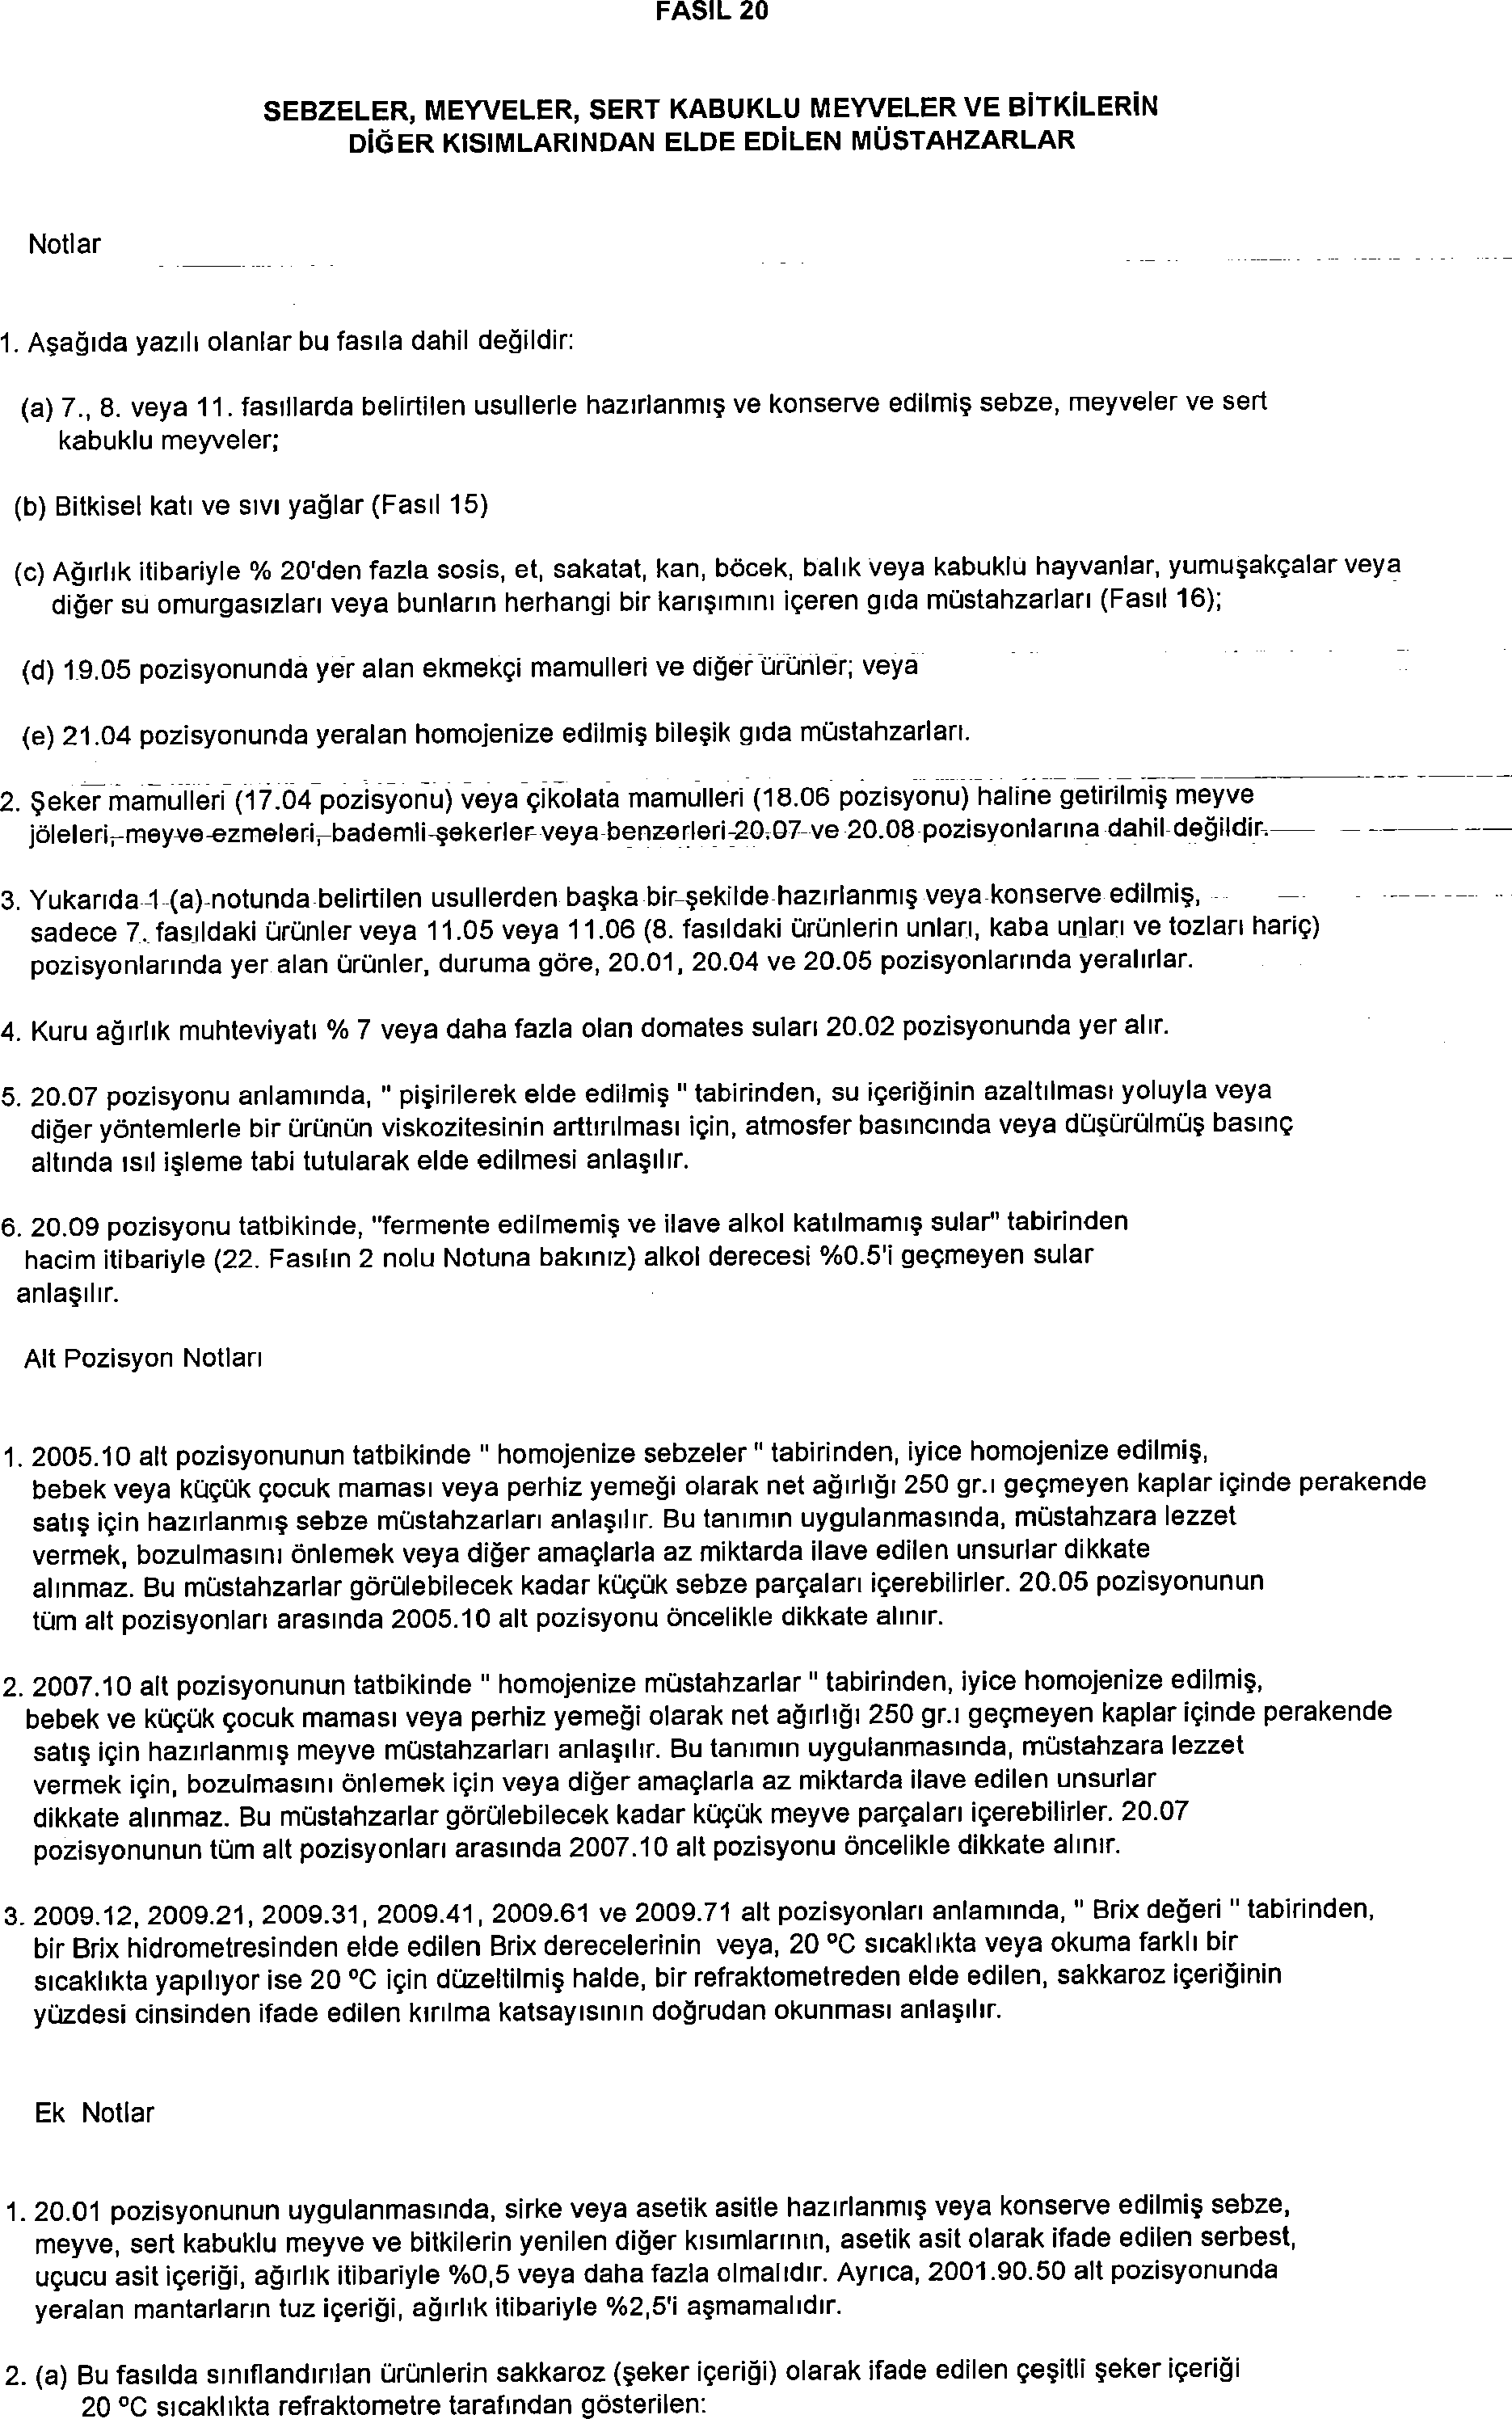 FASIL 20
SEBZELER, MEYVELER, SERT KABUKLU MEYVELER VE BİTKİLERİN
DİĞER KISIMLARINDAN ELDE EDİLEN MÜSTAHZARLAR
Notlar
1. Aşağıda yazılı olanlar bu fasıla dahil değildir:
(a) 7., 8. veya 11. fasıllarda belirtilen usullerle hazırlanmış ve konserve edilmiş sebze, meyveler ve sert
kabuklu meyveler;
(b) Bitkisel katı ve sıvı yağlar (Fasıl 15)
(c) Ağırlık itibariyle % 20'den fazla sosis, et, sakatat, kan, böcek, balık veya kabuklu hayvanlar, yumuşakçalar veya
diğer su omurgasızları veya bunların herhangi bir karışımını içeren gıda müstahzarları (Fasıl 16);
(d) 19.05 pozisyonunda yer alan ekmekçi mamulleri ve diğer ürünler; veya
(e) 21.04 pozisyonunda yeralan homojenize edilmiş bileşik gıda müstahzarları.
2. Şeker mamulleri (17.04 pozisyonu) veya çikolata mamulleri (18.06 pozisyonu) haline getirilmiş meyve
jöleleri, meyve ezmeleri, bademli şekerler veya benzerleri 20.07 ve 20.08 pozisyonlarına dahil değildir.
3. Yukarıda 1 (a) notunda belirtilen usullerden başka bir şekilde hazırlanmış veya konserve edilmiş,
sadece 7. fasıldaki ürünler veya 11.05 veya 11.06 (8. fasıldaki ürünlerin unları, kaba unları ve tozları hariç)
pozisyonlarında yer alan ürünler, duruma göre, 20.01, 20.04 ve 20.05 pozisyonlarında yeralırlar.
4. Kuru ağırlık muhteviyatı % 7 veya daha fazla olan domates suları 20.02 pozisyonunda yer alır.
5. 20.07 pozisyonu anlamında, " pişirilerek elde edilmiş " tabirinden, su içeriğinin azaltılması yoluyla veya
diğer yöntemlerle bir ürünün viskozitesinin arttırılması için, atmosfer basıncında veya düşürülmüş basınç
altında ısıl işleme tabi tutularak elde edilmesi anlaşılır.
6. 20.09 pozisyonu tatbikinde, "fermente edilmemiş ve ilave alkol katılmamış sular" tabirinden
hacim itibariyle (22. Fasılın 2 nolu Notuna bakınız) alkol derecesi %0.5'i geçmeyen sular
anlaşılır.
Alt Pozisyon Notları
1. 2005.10 alt pozisyonunun tatbikinde " homojenize sebzeler " tabirinden, iyice homojenize edilmiş,
bebek veya küçük çocuk maması veya perhiz yemeği olarak net ağırlığı 250 gr.ı geçmeyen kaplar içinde perakende
satış için hazırlanmış sebze müstahzarları anlaşılır. Bu tanımın uygulanmasında, müstahzara lezzet
vermek, bozulmasını önlemek veya diğer amaçlarla az miktarda ilave edilen unsurlar dikkate
alınmaz. Bu müstahzarlar görülebilecek kadar küçük sebze parçaları içerebilirler. 20.05 pozisyonunun
tüm alt pozisyonları arasında 2005.10 alt pozisyonu öncelikle dikkate alınır.
2. 2007.10 alt pozisyonunun tatbikinde " homojenize müstahzarlar " tabirinden, iyice homojenize edilmiş,
bebek ve küçük çocuk maması veya perhiz yemeği olarak net ağırlığı 250 gr.ı geçmeyen kaplar içinde perakende
satış için hazırlanmış meyve müstahzarları anlaşılır. Bu tanımın uygulanmasında, müstahzara lezzet
vermek için, bozulmasını önlemek için veya diğer amaçlarla az miktarda ilave edilen unsurlar
dikkate alınmaz. Bu müstahzarlar görülebilecek kadar küçük meyve parçaları içerebilirler. 20.07
pozisyonunun tüm alt pozisyonları arasında 2007.10 alt pozisyonu öncelikle dikkate alınır.
3. 2009.12, 2009.21, 2009.31, 2009.41, 2009.61 ve 2009.71 alt pozisyonları anlamında, " Brix değeri " tabirinden,
bir Brix hidrometresinden elde edilen Brix derecelerinin veya, 20 °C sıcaklıkta veya okuma farklı bir
sıcaklıkta yapılıyor ise 20 °C için düzeltilmiş halde, bir refraktometreden elde edilen, sakkaroz içeriğinin
yüzdesi cinsinden ifade edilen kırılma katsayısının doğrudan okunması anlaşılır.
Ek Notlar
1. 20.01 pozisyonunun uygulanmasında, sirke veya asetik asitle hazırlanmış veya konserve edilmiş sebze,
meyve, sert kabuklu meyve ve bitkilerin yenilen diğer kısımlarının, asetik asit olarak ifade edilen serbest,
uçucu asit içeriği, ağırlık itibariyle %0,5 veya daha fazla olmalıdır. Ayrıca, 2001.90.50 alt pozisyonunda
yeralan mantarların tuz içeriği, ağırlık itibariyle %2,5'i aşmamalıdır.
2. (a) Bu fasılda sınıflandırılan ürünlerin sakkaroz (şeker içeriği) olarak ifade edilen çeşitli şeker içeriği
20 °C sıcaklıkta refraktometre tarafından gösterilen: